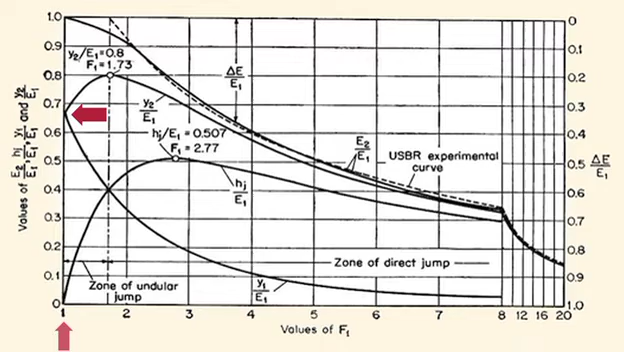 1.0
0.9
0.8
0.7
0.6
0.5
0.4
0.3
0.2
0.1
0
Values of E₂/E₁, hj/E₁, y₁/E₁, and y₂/E₁
y₂/E₁=0.8
F₁=1.73
ΔE/E₁
y₂/E₁
hj/E₁ = 0.507
F₁ = 2.77
E₂/E₁
USBR experimental
curve
hj/E₁
Zone of undular
jump
Zone of direct jump
y₁/E₁
0
0.1
0.2
0.3
0.4
0.5
0.6
0.7
0.8
0.9
1.0
ΔE/E₁
1 2 3 4 5 6 7 8 12 16 20
Values of F₁